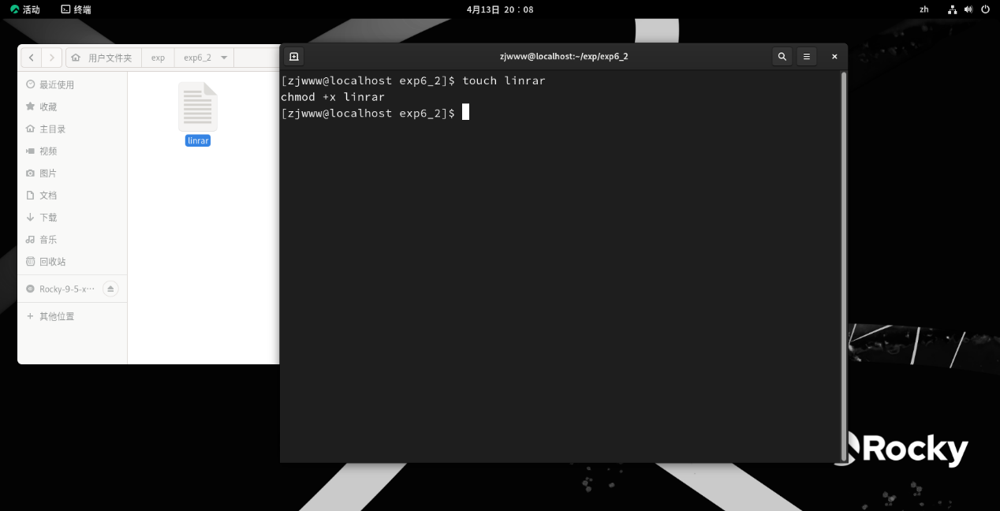 活动 终端 4月13日 20：08 zh
用户文件夹 exp exp6_2
zjwww@localhost:~/exp/exp6_2
最近使用
收藏
主目录
视频
图片
文档
下载
音乐
回收站
Rocky-9-5-x…
其他位置
linrar
[zjwww@localhost exp6_2]$ touch linrar
chmod +x linrar
[zjwww@localhost exp6_2]$
Rocky